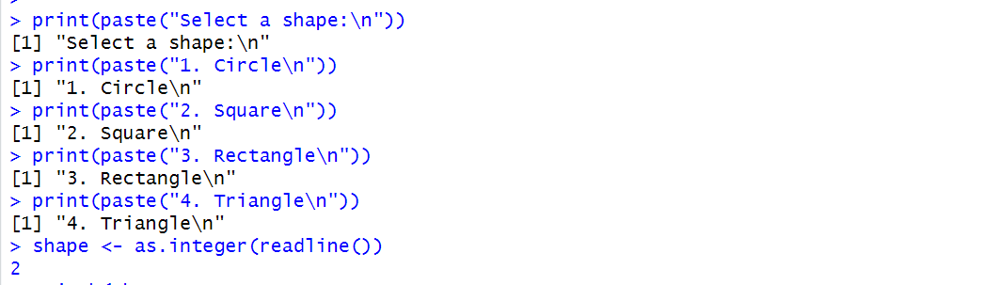 > print(paste("Select a shape:\n"))
[1] "Select a shape:\n"
> print(paste("1. Circle\n"))
[1] "1. Circle\n"
> print(paste("2. Square\n"))
[1] "2. Square\n"
> print(paste("3. Rectangle\n"))
[1] "3. Rectangle\n"
> print(paste("4. Triangle\n"))
[1] "4. Triangle\n"
> shape <- as.integer(readline())
2